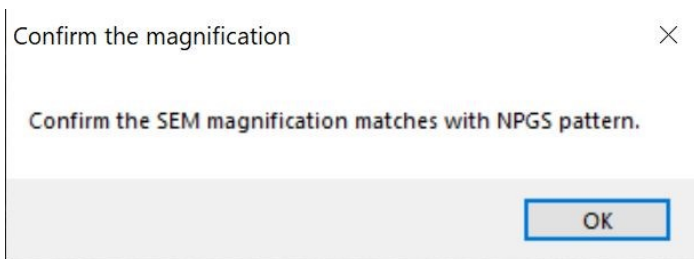 Confirm the magnification
Confirm the SEM magnification matches with NPGS pattern.
OK